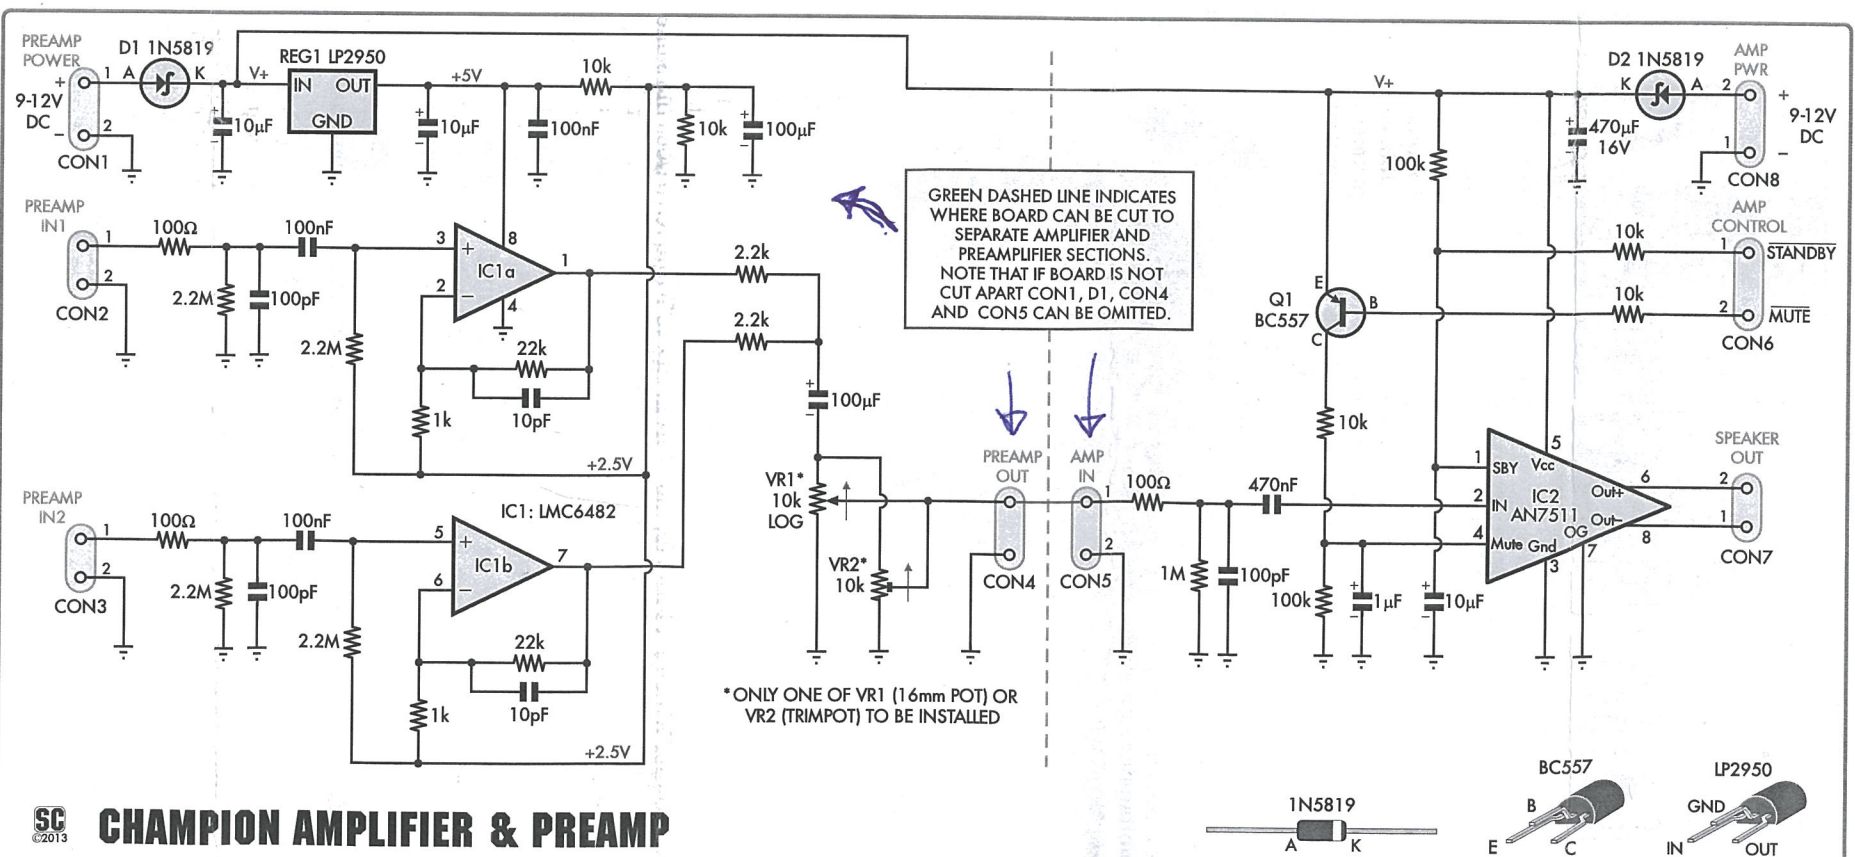 PREAMP
POWER
D1 1N5819
REG1 LP2950
+
9-12V
DC
–
1
A
K
V+
IN OUT
GND
+5V
10k
2
CON1
+
10µF
–
+
10µF
–
100nF
10k
+
100µF
–
V+
D2 1N5819
K
A
2
+
AMP
PWR
9-12V
DC
1
–
CON8
+
470µF
16V
–
100k
GREEN DASHED LINE INDICATES
WHERE BOARD CAN BE CUT TO
SEPARATE AMPLIFIER AND
PREAMPLIFIER SECTIONS.
NOTE THAT IF BOARD IS NOT
CUT APART CON1, D1, CON4
AND CON5 CAN BE OMITTED.
PREAMP
IN1
1
2
CON2
100Ω
100nF
2.2M
100pF
2.2M
3
+
IC1a
2
–
8
1
4
22k
10pF
1k
+2.5V
2.2k
2.2k
+
100µF
–
VR1*
10k
LOG
VR2*
10k
PREAMP
OUT
CON4
AMP
IN
1
2
CON5
100Ω
470nF
1M
100pF
AMP
CONTROL
10k
1
STANDBY
10k
2
MUTE
CON6
Q1
BC557
E
B
C
10k
100k
+
1µF
–
+
10µF
–
1
SBY
5
Vcc
2
IN
IC2
AN7511
Out+
6
Out–
8
4
Mute
Gnd
OG
3
7
SPEAKER
OUT
2
1
CON7
PREAMP
IN2
1
2
CON3
100Ω
100nF
2.2M
100pF
2.2M
IC1: LMC6482
5
+
IC1b
6
–
7
22k
10pF
1k
+2.5V
*ONLY ONE OF VR1 (16mm POT) OR
VR2 (TRIMPOT) TO BE INSTALLED
SC
©2013
CHAMPION AMPLIFIER & PREAMP
1N5819
A
K
BC557
B
E
C
LP2950
GND
IN
OUT